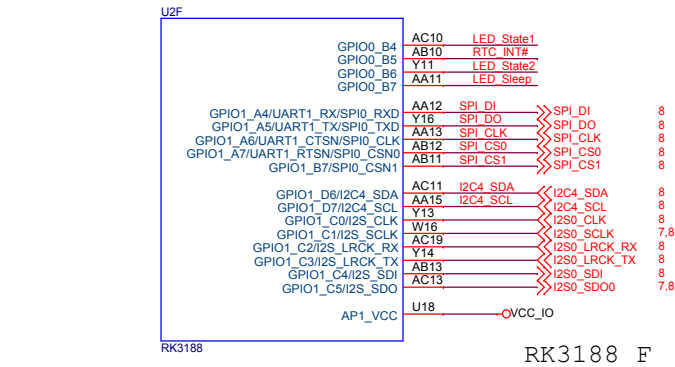 U2F
GPIO0_B4 AC10 LED_State1
GPIO0_B5 AB10 RTC_INT#
GPIO0_B6 Y11 LED_State2
GPIO0_B7 AA11 LED_Sleep
GPIO1_A4/UART1_RX/SPI0_RXD AA12 SPI_DI SPI_DI 8
GPIO1_A5/UART1_TX/SPI0_TXD Y16 SPI_DO SPI_DO 8
GPIO1_A6/UART1_CTSN/SPI0_CLK AA13 SPI_CLK SPI_CLK 8
GPIO1_A7/UART1_RTSN/SPI0_CSN0 AB12 SPI_CS0 SPI_CS0 8
GPIO1_B7/SPI0_CSN1 AB11 SPI_CS1 SPI_CS1 8
GPIO1_D6/I2C4_SDA AC11 I2C4_SDA I2C4_SDA 8
GPIO1_D7/I2C4_SCL AA15 I2C4_SCL I2C4_SCL 8
GPIO1_C0/I2S_CLK Y13 I2S0_CLK 8
GPIO1_C1/I2S_SCLK W16 I2S0_SCLK 7,8
GPIO1_C2/I2S_LRCK_RX AC19 I2S0_LRCK_RX 8
GPIO1_C3/I2S_LRCK_TX Y14 I2S0_LRCK_TX 8
GPIO1_C4/I2S_SDI AB13 I2S0_SDI 8
GPIO1_C5/I2S_SDO AC13 I2S0_SDO0 7,8
AP1_VCC U18 VCC_IO
RK3188
RK3188 F